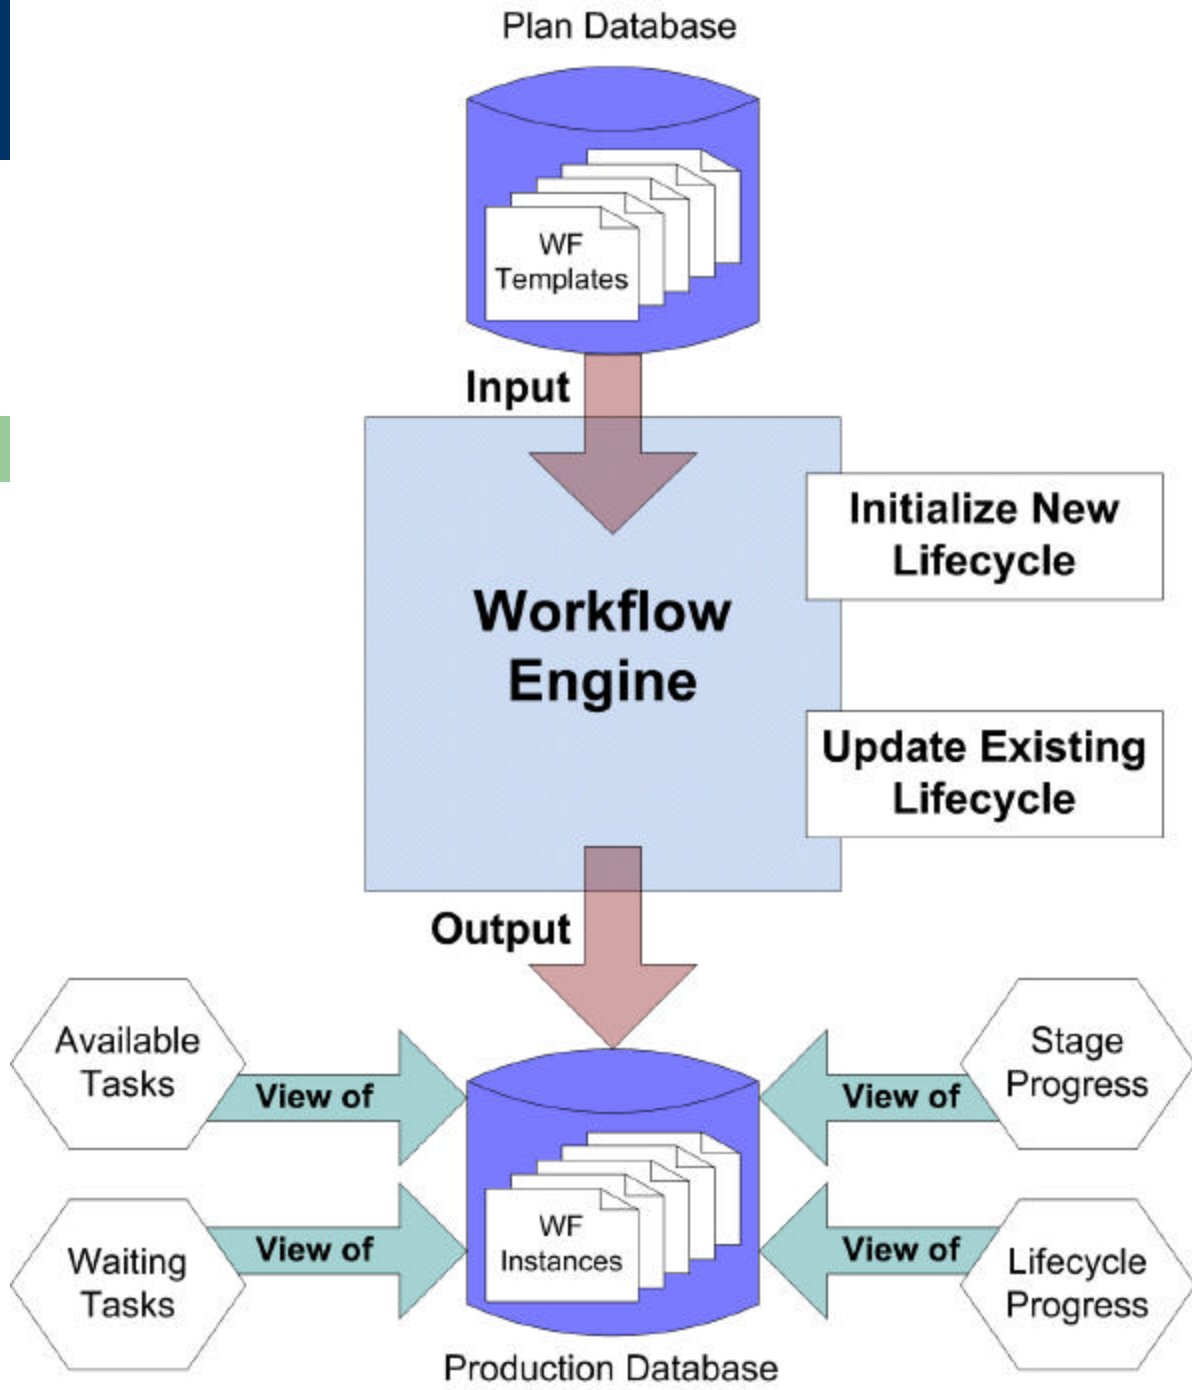 Plan Database
WF
Templates
Input
Initialize New
Lifecycle
Workflow
Engine
Update Existing
Lifecycle
Output
Available
Tasks
View of
View of
Stage
Progress
WF
Instances
Waiting
Tasks
View of
View of
Lifecycle
Progress
Production Database